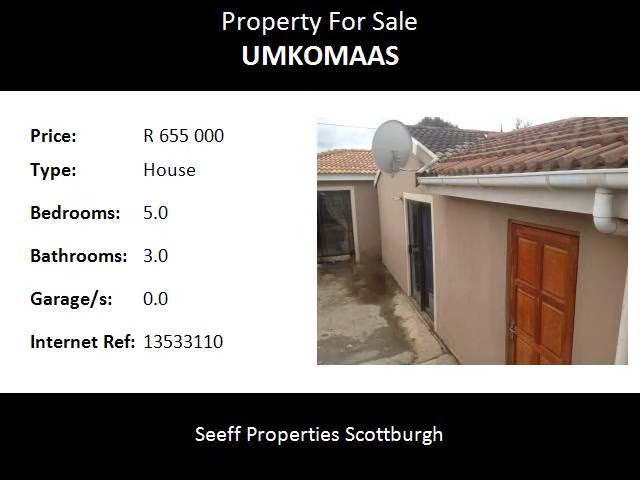 Property For Sale
UMKOMAAS
Price: R 655 000
Type: House
Bedrooms: 5.0
Bathrooms: 3.0
Garage/s: 0.0
Internet Ref: 13533110
Seeff Properties Scottburgh